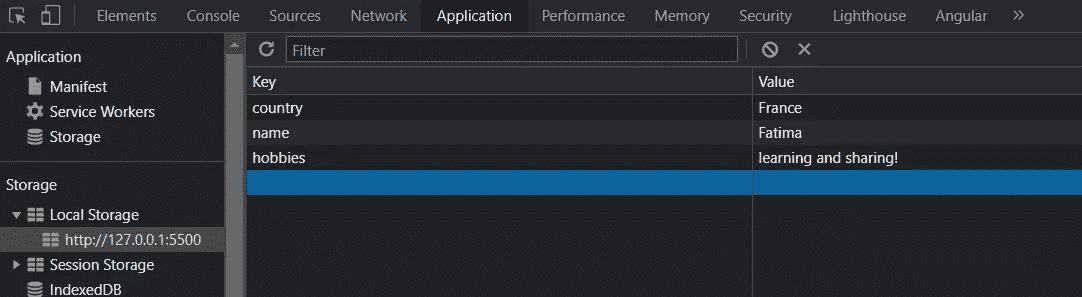 Elements Console Sources Network Application Performance Memory Security Lighthouse Angular »
Application
Manifest
Service Workers
Storage
Storage
Local Storage
http://127.0.0.1:5500
Session Storage
IndexedDB
Filter
Key Value
country France
name Fatima
hobbies learning and sharing!